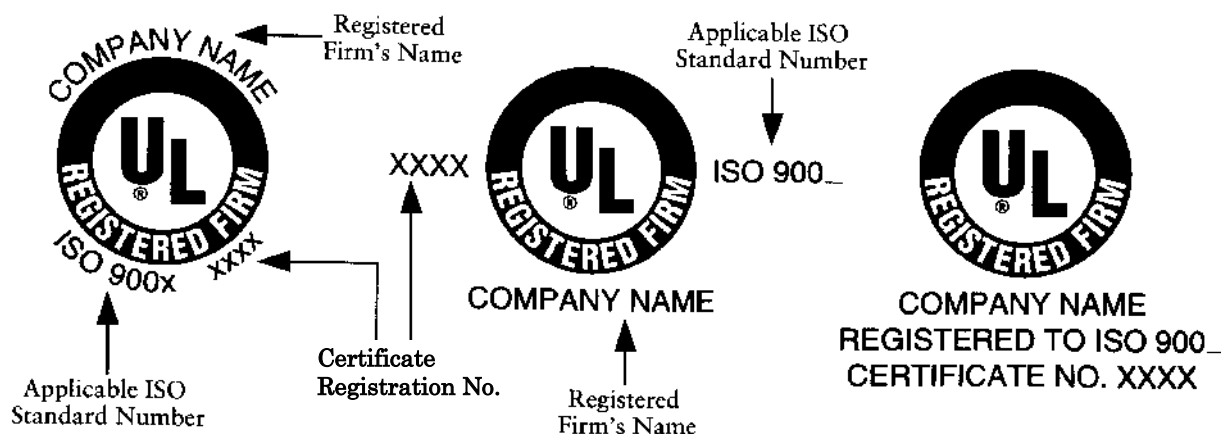 Registered
Firm's Name
COMPANY NAME
UL
®
REGISTERED FIRM
ISO 900x
XXXX
Applicable ISO
Standard Number
Certificate
Registration No.
Applicable ISO
Standard Number
XXXX
UL
®
REGISTERED FIRM
ISO 900_
COMPANY NAME
Registered
Firm's Name
UL
®
REGISTERED FIRM
COMPANY NAME
REGISTERED TO ISO 900_
CERTIFICATE NO. XXXX